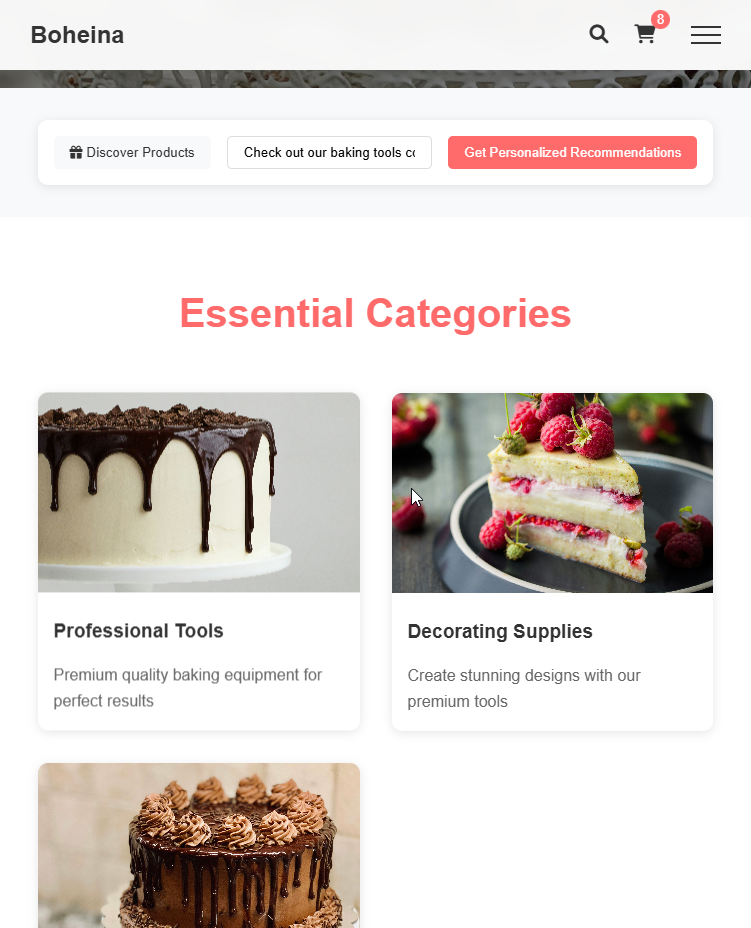 Boheina
8
Discover Products
Check out our baking tools
Get Personalized Recommendations
Essential Categories
Professional Tools
Premium quality baking equipment for
perfect results
Decorating Supplies
Create stunning designs with our
premium tools